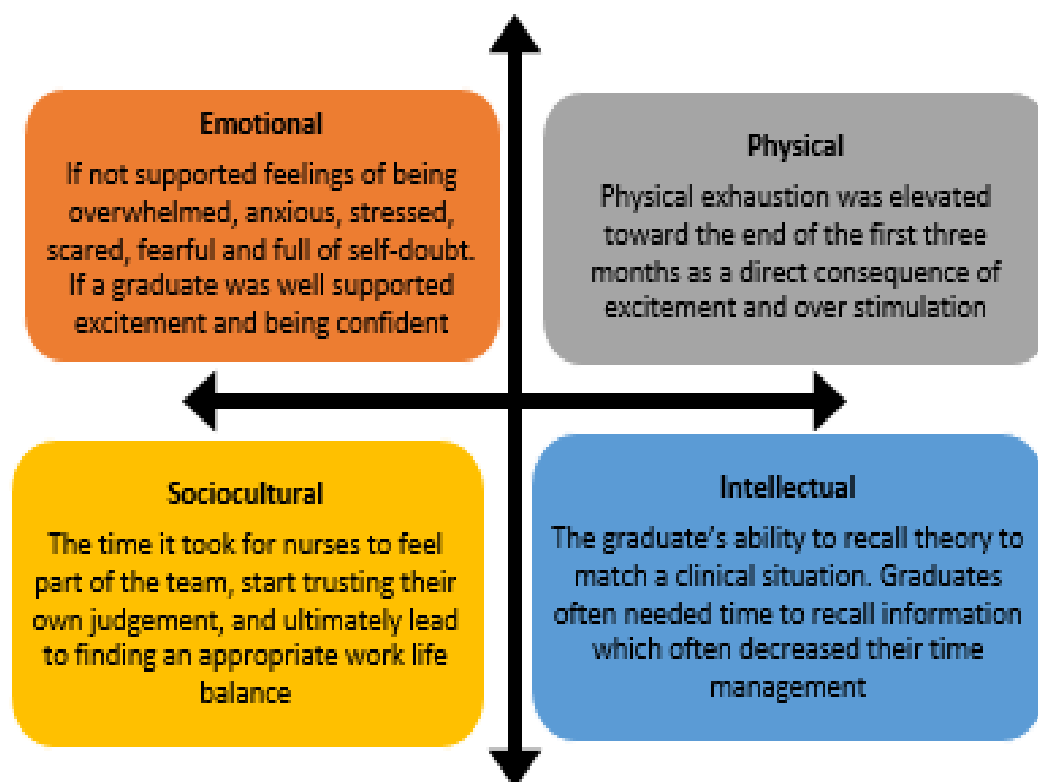 Emotional
If not supported feelings of being
overwhelmed, anxious, stressed,
scared, fearful and full of self-doubt.
If a graduate was well supported
excitement and being confident
Physical
Physical exhaustion was elevated
toward the end of the first three
months as a direct consequence of
excitement and over stimulation
Sociocultural
The time it took for nurses to feel
part of the team, start trusting their
own judgement, and ultimately lead
to finding an appropriate work life
balance
Intellectual
The graduate's ability to recall theory to
match a clinical situation. Graduates
often needed time to recall information
which often decreased their time
management